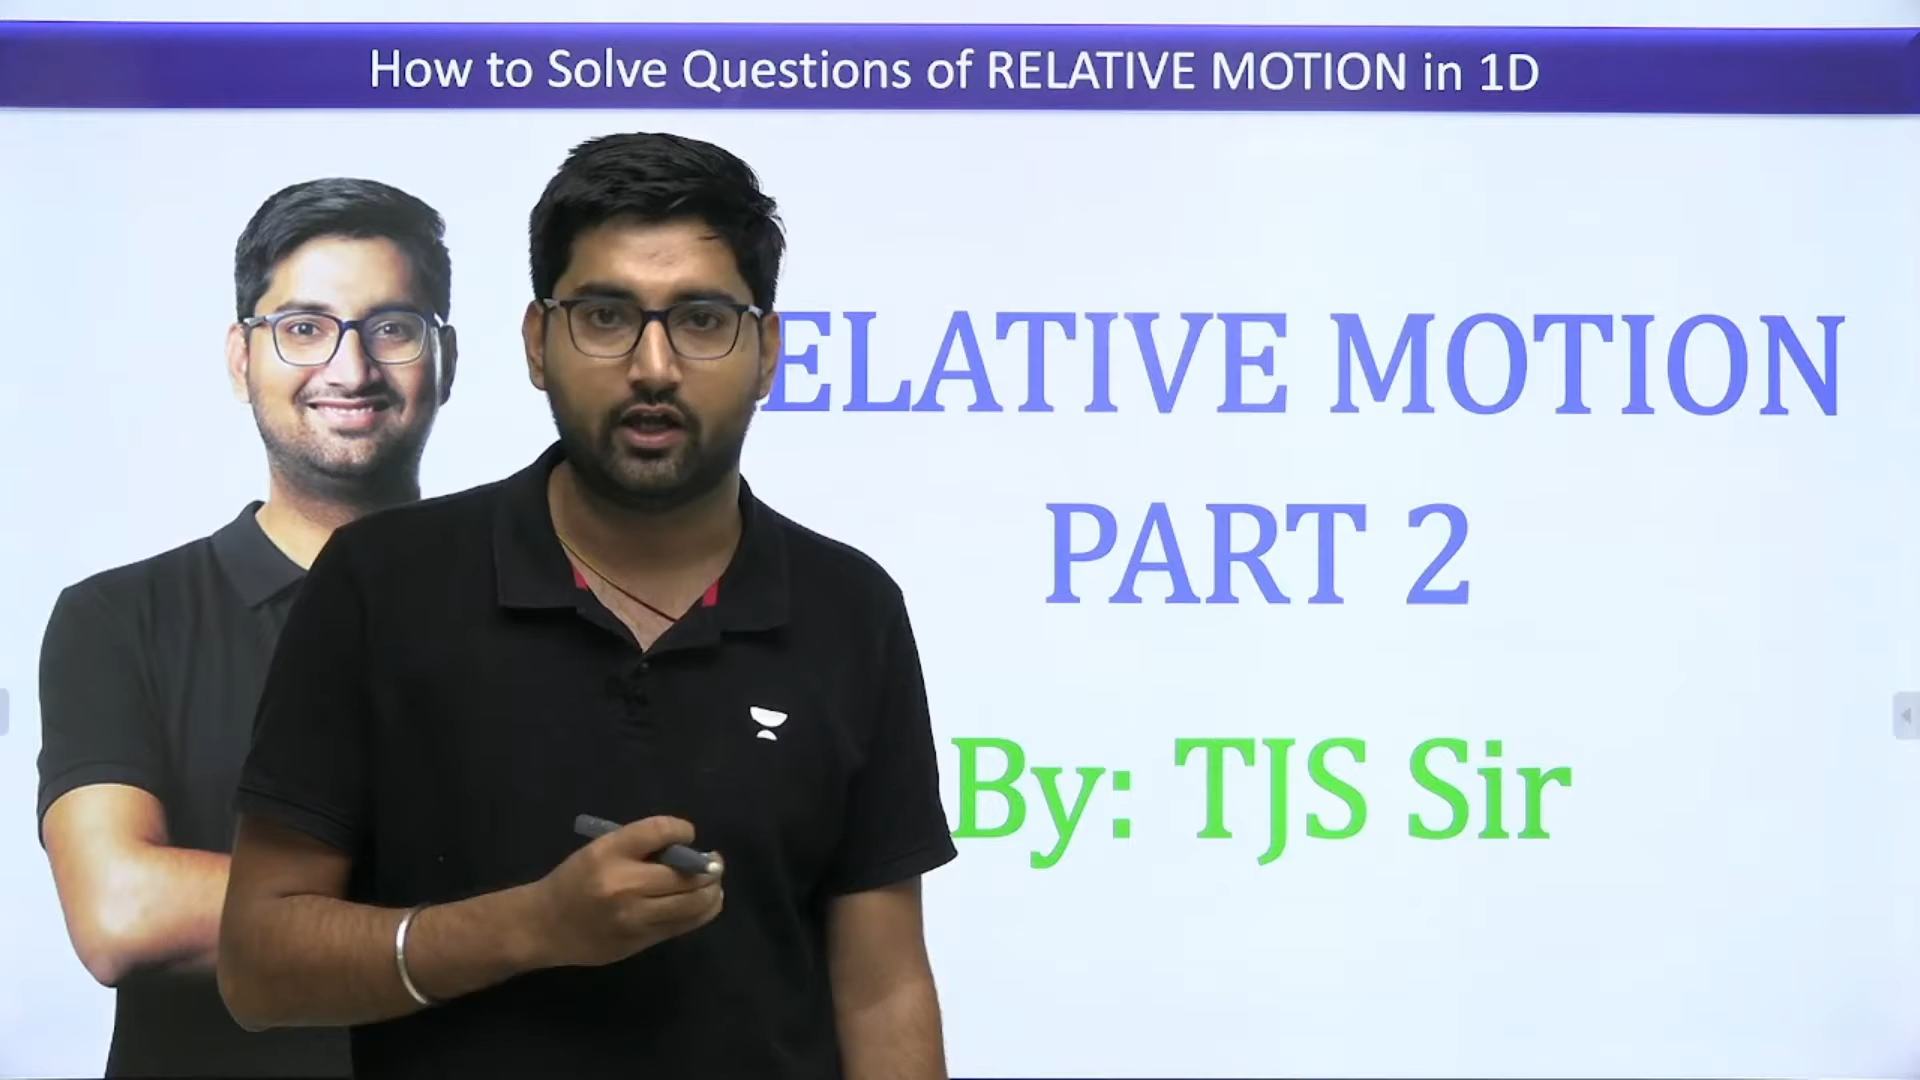 How to Solve Questions of RELATIVE MOTION in 1D
ELATIVE MOTION
PART 2
By: TJS Sir